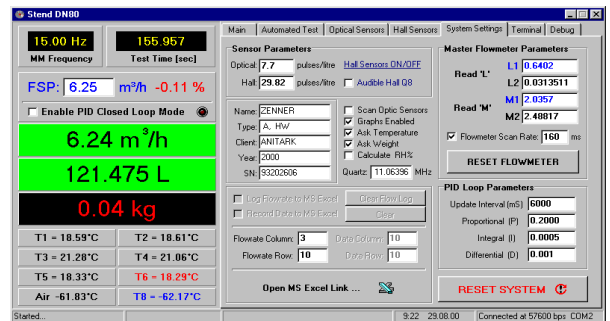 Stend DN80
15.00 Hz
MM Frequency
155.957
Test Time [sec]
FSP: 6.25 m³/h -0.11 %
Enable PID Closed Loop Mode
6.24 m³/h
121.475 L
0.04 kg
T1 = 18.59°C T2 = 18.61°C
T3 = 21.28°C T4 = 21.06°C
T5 = 18.33°C T6 = 18.29°C
Air -61.83°C T8 = -62.17°C
Main Automated Test Optical Sensors Hall Sensors System Settings Terminal Debug
Sensor Parameters
Optical: 7.7 pulses/litre Hall Sensors ON/OFF
Hall: 29.82 pulses/litre Audible Hall Q8
Name: ZENNER
Type: A, HW
Client: ANITARK
Year: 2000
SN: 93202606
Scan Optic Sensors
Graphs Enabled
Ask Temperature
Ask Weight
Calculate RH%
Quartz: 11.06396 MHz
Log Flowrate to MS Excel Clear Flow Log
Record Data to MS Excel Clear
Flowrate Column: 3 Data Column: 10
Flowrate Row: 10 Data Row: 10
Open MS Excel Link ...
Master Flowmeter Parameters
Read 'L' L1 0.6402
L2 0.0313511
Read 'M' M1 2.0357
M2 2.48817
Flowmeter Scan Rate: 160 ms
RESET FLOWMETER
PID Loop Parameters
Update Interval (mS) 6000
Proportional (P) 0.2000
Integral (I) 0.0005
Differential (D) 0.001
RESET SYSTEM
Started... 9:22 29.08.00 Connected at 57600 bps COM2